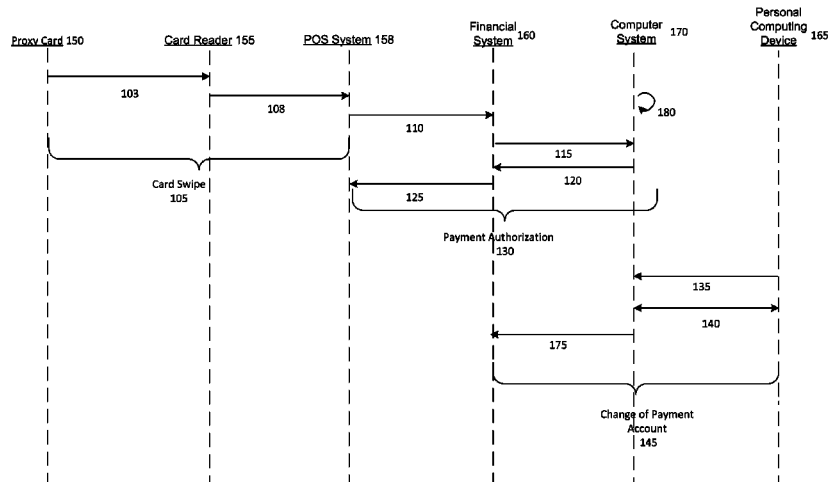 Proxy Card 150
Card Reader 155
POS System 158
Financial
System 160
Computer
System 170
Personal
Computing
Device 165
103
108
110
180
115
120
125
Card Swipe
105
Payment Authorization
130
135
140
175
Change of Payment
Account
145